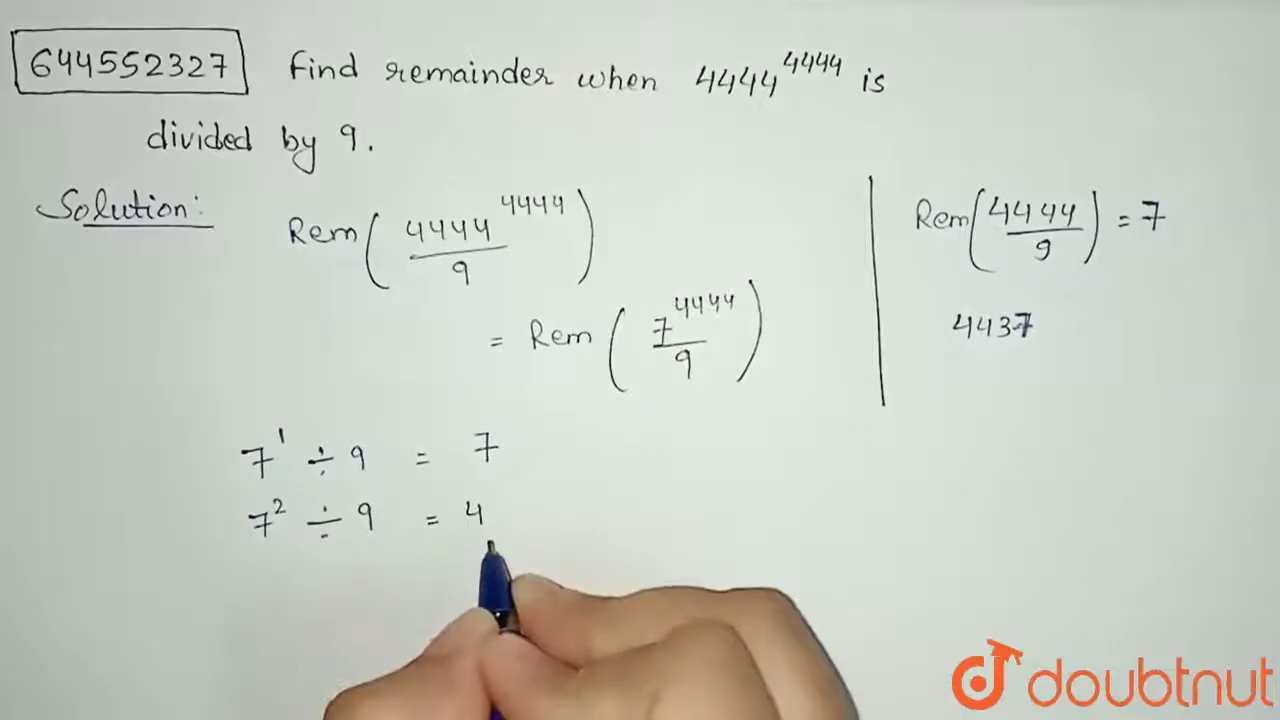 644552327 Find remainder when 4444^4444 is
divided by 9.
Solution:
Rem(4444^4444/9)
= Rem(7^4444/9)
Rem(4444/9) = 7
4437
7^1 ÷ 9 = 7
7^2 ÷ 9 = 4
doubtnut